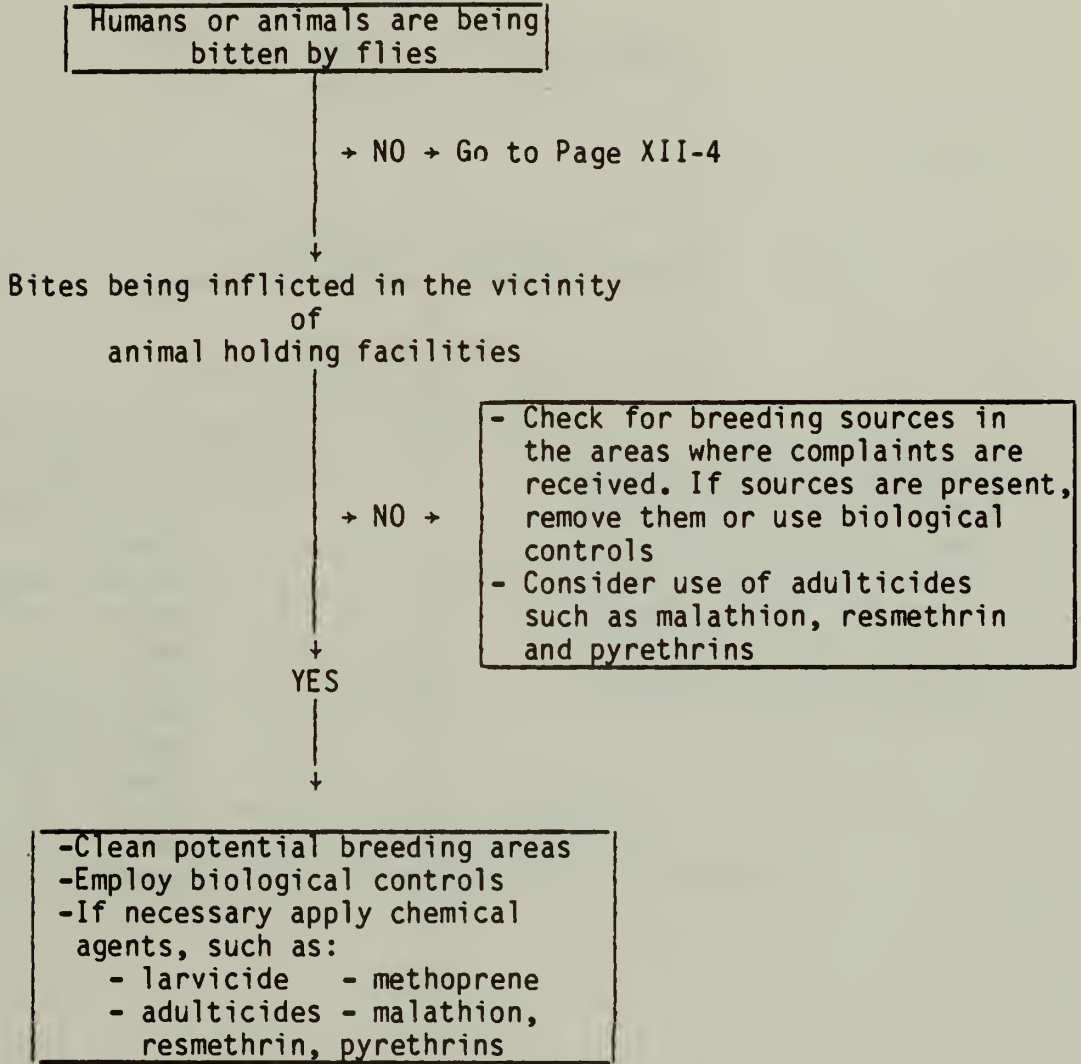 Humans or animals are being
bitten by flies
→ NO → Go to Page XII-4
Bites being inflicted in the vicinity
of
animal holding facilities
- Check for breeding sources in
the areas where complaints are
received. If sources are present,
→ NO → remove them or use biological
controls
- Consider use of adulticides
such as malathion, resmethrin
and pyrethrins
YES
-Clean potential breeding areas
-Employ biological controls
-If necessary apply chemical
agents, such as:
- larvicide - methoprene
- adulticides - malathion,
resmethrin, pyrethrins